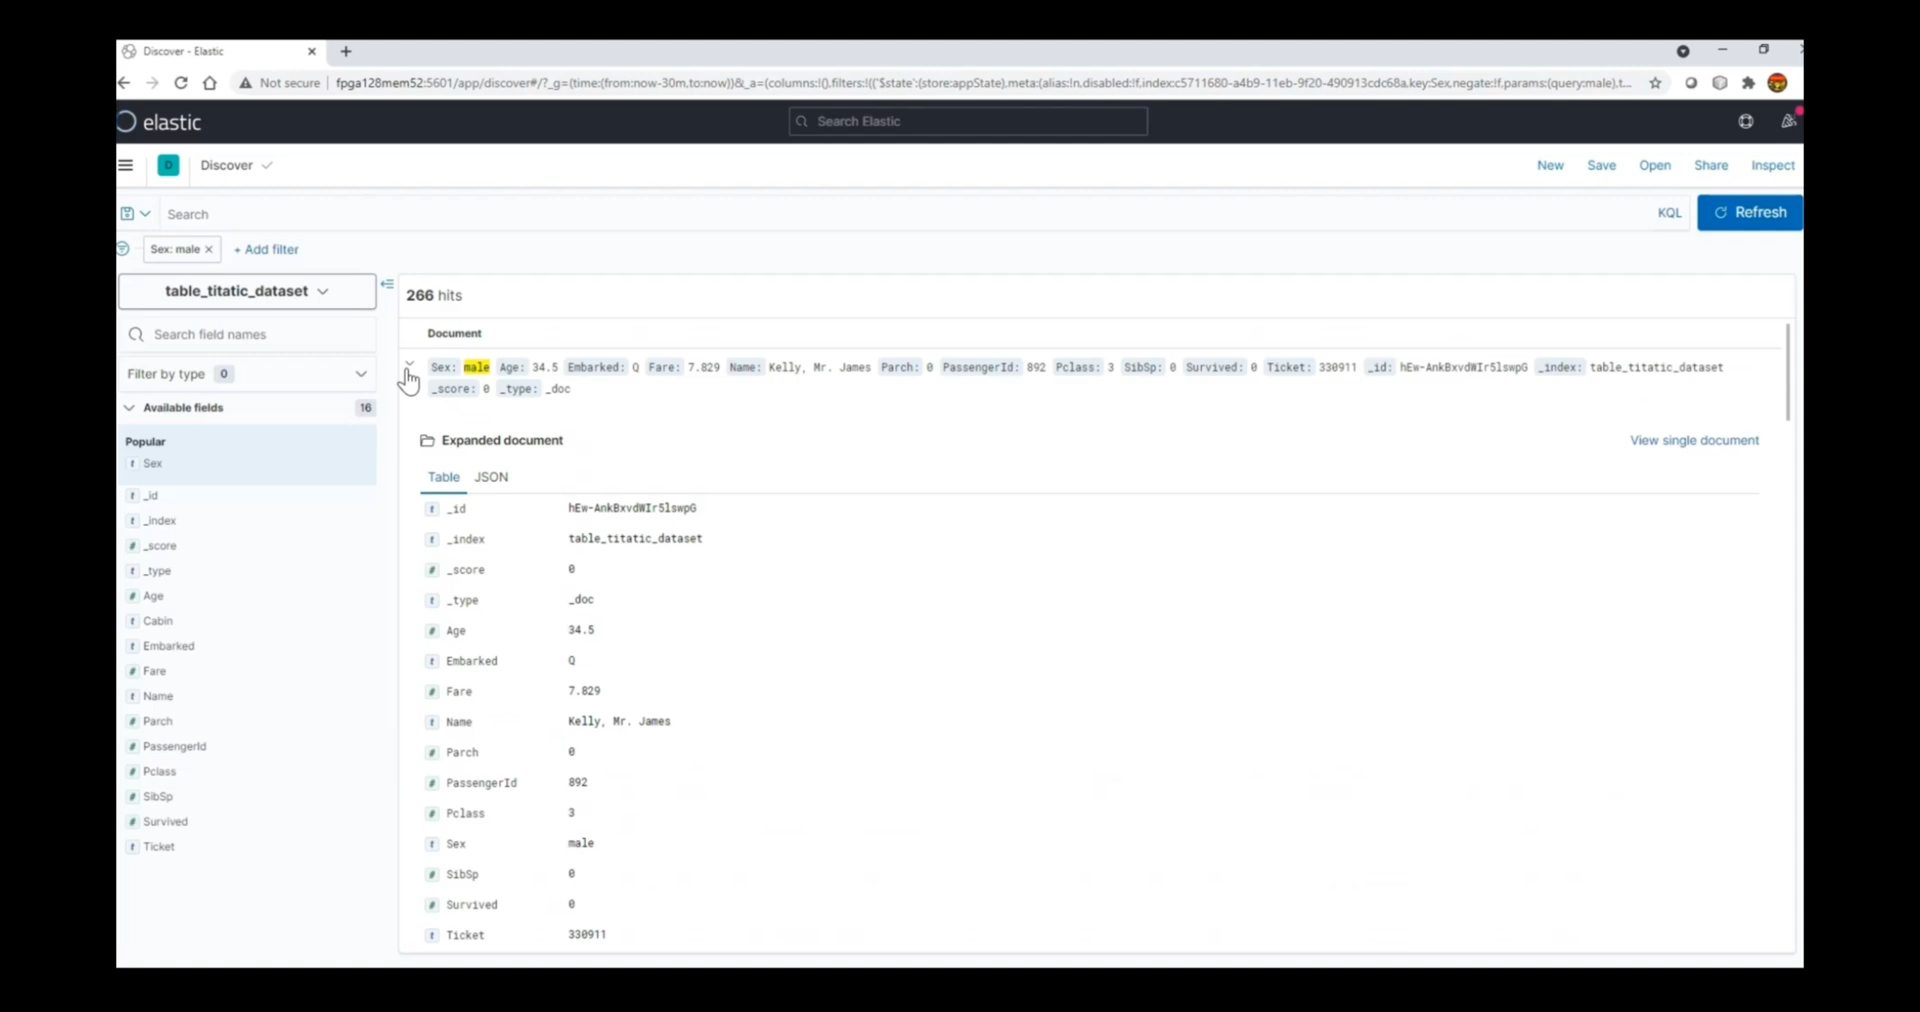 Discover - Elastic
Not secure | fpga128mem52:5601/app/discover#/?_g=(time:(from:now-30m,to:now))&_a=(columns:!(),filters:!(('$state':(store:appState),meta:(alias:!n,disabled:!f,index:c5711680-a4b9-11eb-9f20-490913cdc68a,key:Sex,negate:!f,params:(query:male),t...
elastic
Search Elastic
D Discover
New Save Open Share Inspect
Search
KQL
Refresh
Sex: male × + Add filter
table_titatic_dataset
266 hits
Search field names
Document
Filter by type 0
Sex: male Age: 34.5 Embarked: Q Fare: 7.829 Name: Kelly, Mr. James Parch: 0 PassengerId: 892 Pclass: 3 SibSp: 0 Survived: 0 Ticket: 330911 _id: hEw-AnkBxvdWIr5lswpG _index: table_titatic_dataset
_score: 0 _type: _doc
Available fields 16
Popular
t Sex
t _id
t _index
# _score
t _type
# Age
t Cabin
t Embarked
# Fare
t Name
# Parch
# PassengerId
# Pclass
# SibSp
# Survived
t Ticket
Expanded document
View single document
Table JSON
t _id hEw-AnkBxvdWIr5lswpG
t _index table_titatic_dataset
# _score 0
t _type _doc
# Age 34.5
t Embarked Q
# Fare 7.829
t Name Kelly, Mr. James
# Parch 0
# PassengerId 892
# Pclass 3
t Sex male
# SibSp 0
# Survived 0
t Ticket 330911